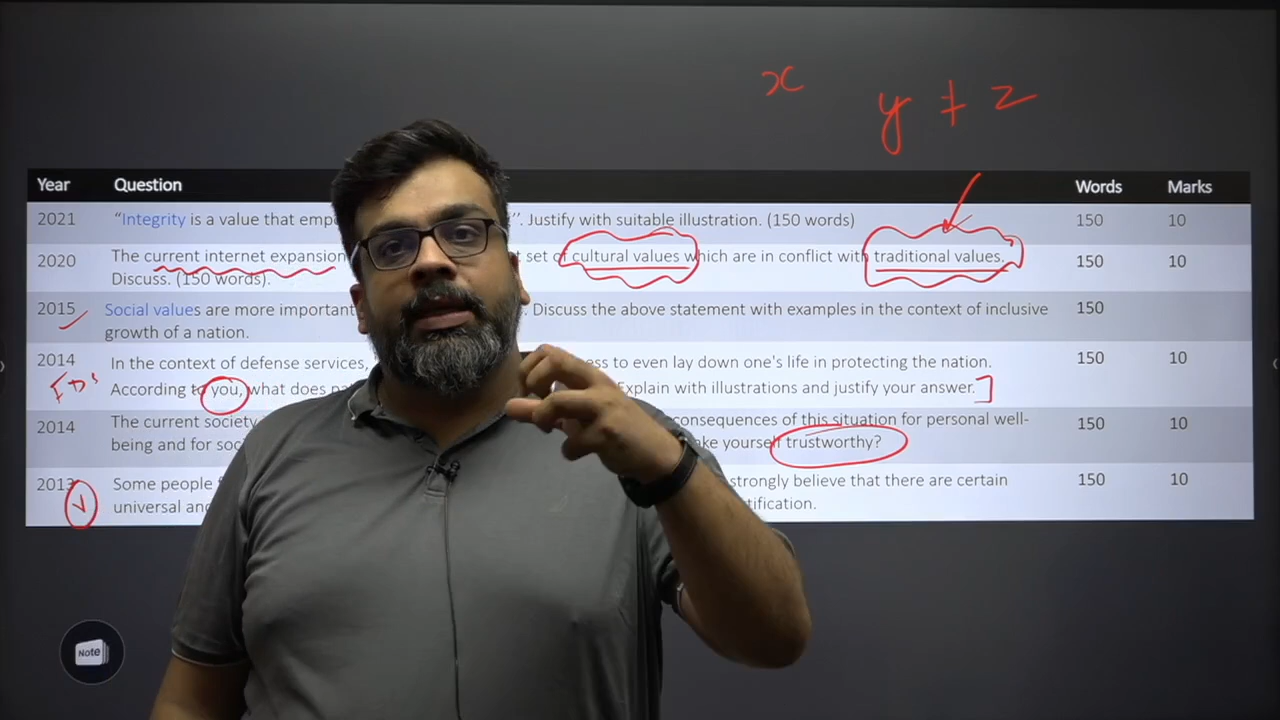 x y ≠ z
Year Question Words Marks
2021 "Integrity is a value that emp ". Justify with suitable illustration. (150 words) 150 10
2020 The current internet expansion t set of cultural values which are in conflict with traditional values. 150 10
Discuss. (150 words).
2015 Social values are more important . Discuss the above statement with examples in the context of inclusive 150
growth of a nation.
2014 In the context of defense services, ess to even lay down one's life in protecting the nation. 150 10
According to you, what does pa Explain with illustrations and justify your answer.
2014 The current society consequences of this situation for personal well- 150 10
being and for soc ke yourself trustworthy?
2013 Some people strongly believe that there are certain 150 10
universal an tification.
Note